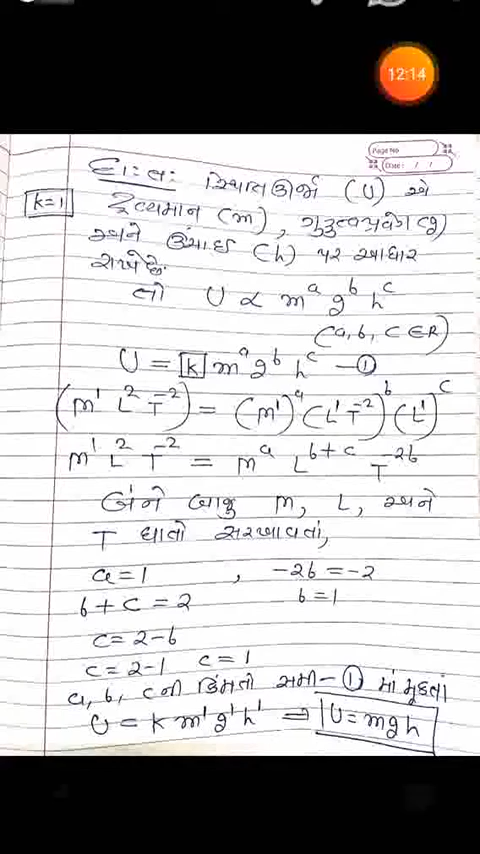 12:14
Page No
Date: / /
દા.ત: સ્થિતિઊર્જા (U) એ
k=1 દ્રવ્યમાન (m), ગુરુત્વપ્રવેગ (g)
અને ઉંચાઈ (h) પર આધાર
રાખે છે.
તો U ∝ m^a g^b h^c
(a, b, c ∈ R)
U = k m^a g^b h^c —①
(M¹ L² T⁻²) = (M¹)^a (L¹ T⁻²)^b (L¹)^c
M¹ L² T⁻² = M^a L^(b+c) T^(-2b)
બંને બાજુ M, L, અને
T ઘાતો સરખાવતાં,
a = 1 , -2b = -2
b + c = 2 b = 1
c = 2-b
c = 2-1 c = 1
a, b, c ની કિંમતો સમી-① માં મુકતાં
U = k m¹ g¹ h¹ ⇒ U = mgh